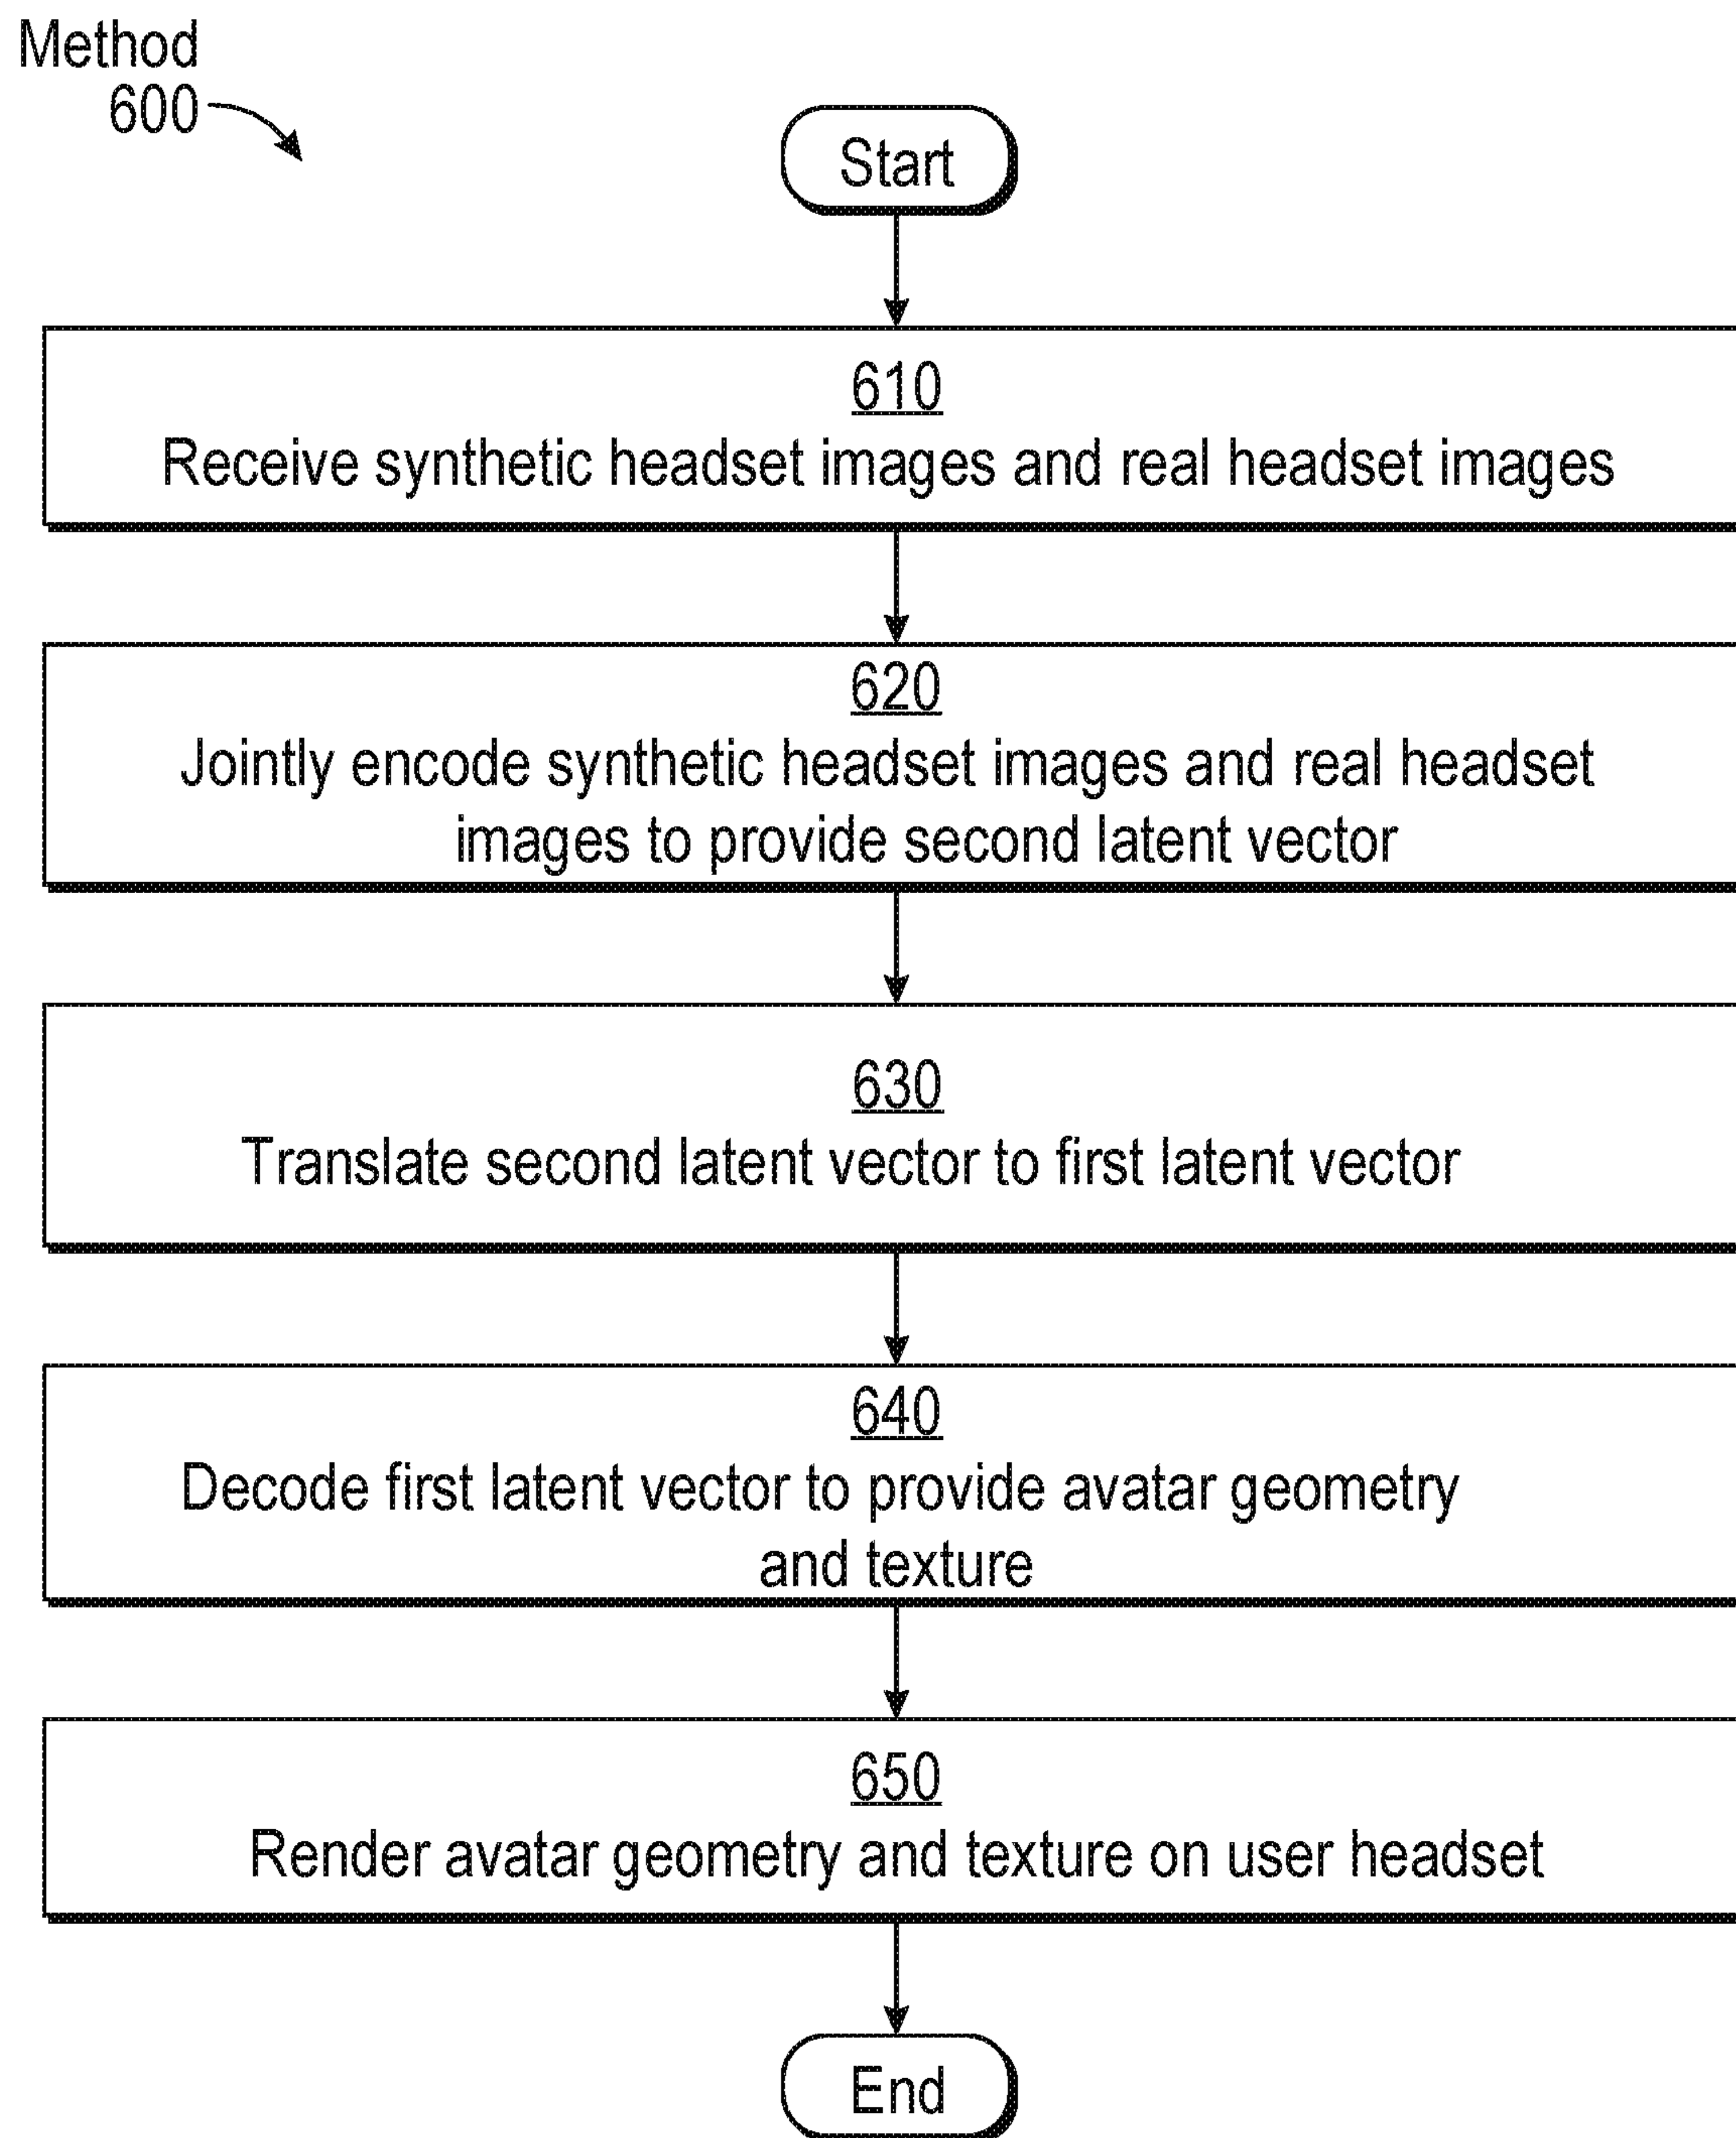 Method
600
Start
610
Receive synthetic headset images and real headset images
620
Jointly encode synthetic headset images and real headset
images to provide second latent vector
630
Translate second latent vector to first latent vector
640
Decode first latent vector to provide avatar geometry
and texture
650
Render avatar geometry and texture on user headset
End